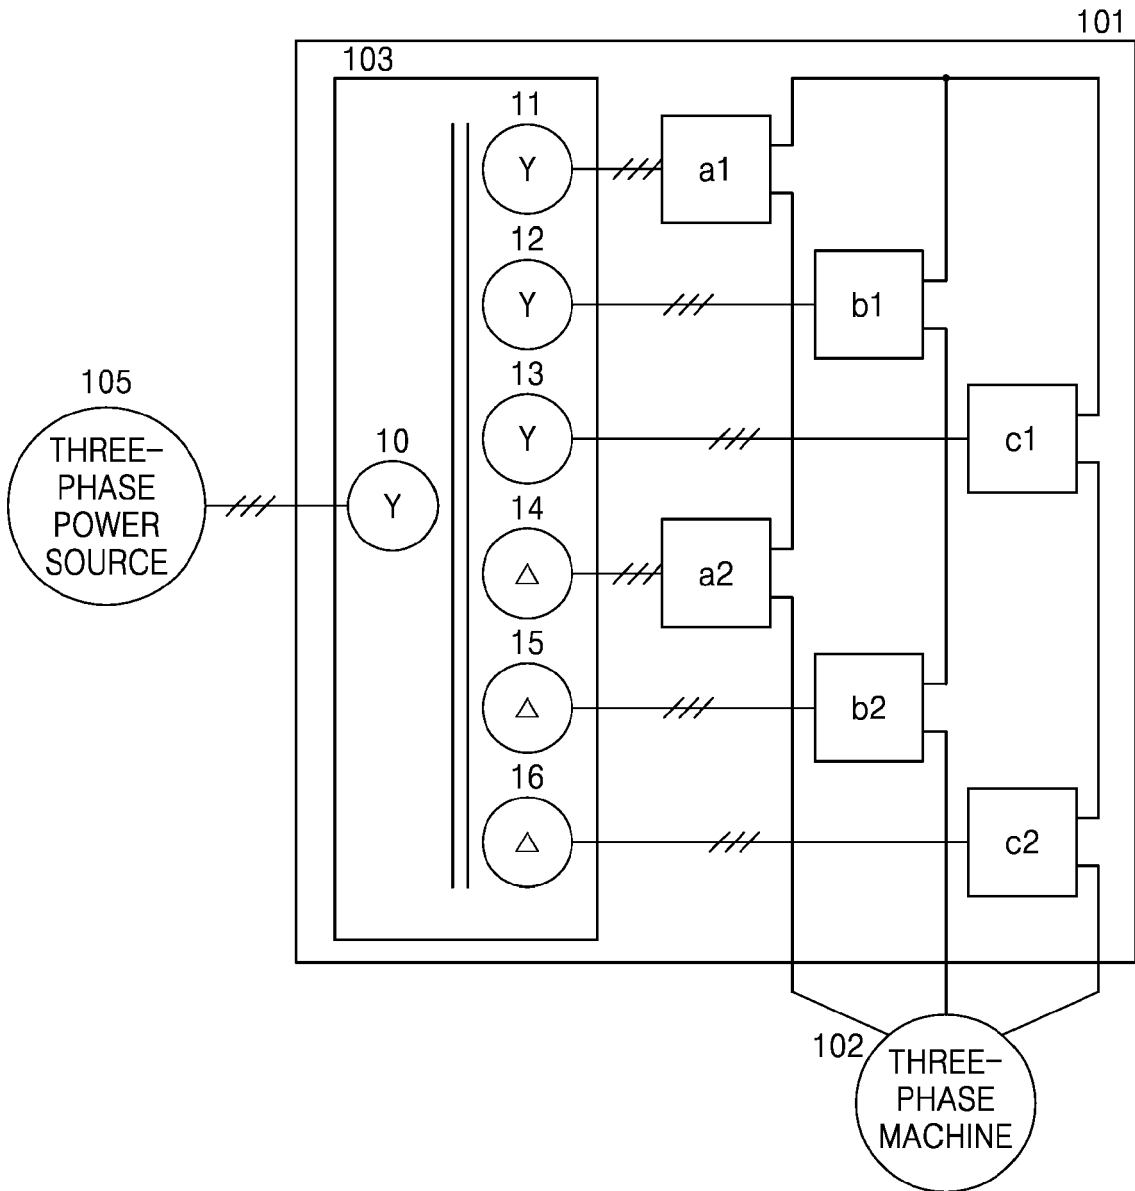 101
103
11
Y
a1
12
Y
b1
13
Y
c1
105
THREE-
PHASE
POWER
SOURCE
10
Y
14
△
a2
15
△
b2
16
△
c2
102
THREE-
PHASE
MACHINE